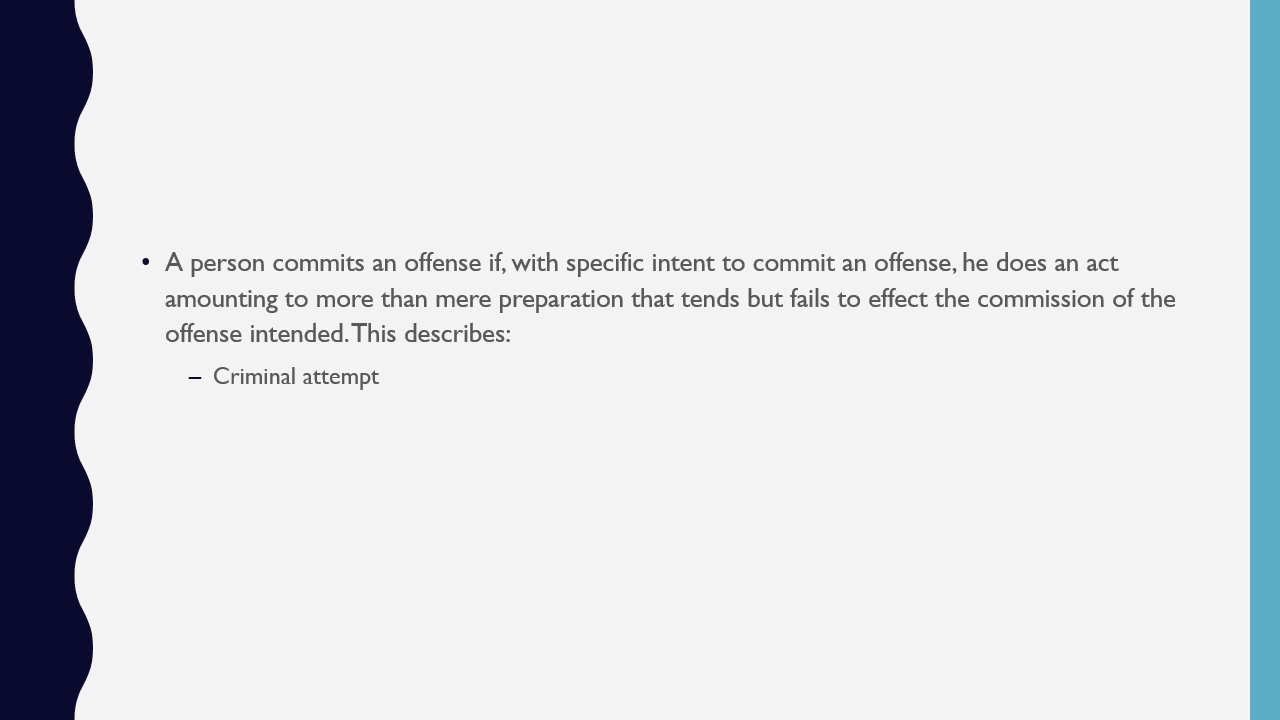 • A person commits an offense if, with specific intent to commit an offense, he does an act
amounting to more than mere preparation that tends but fails to effect the commission of the
offense intended. This describes:
– Criminal attempt